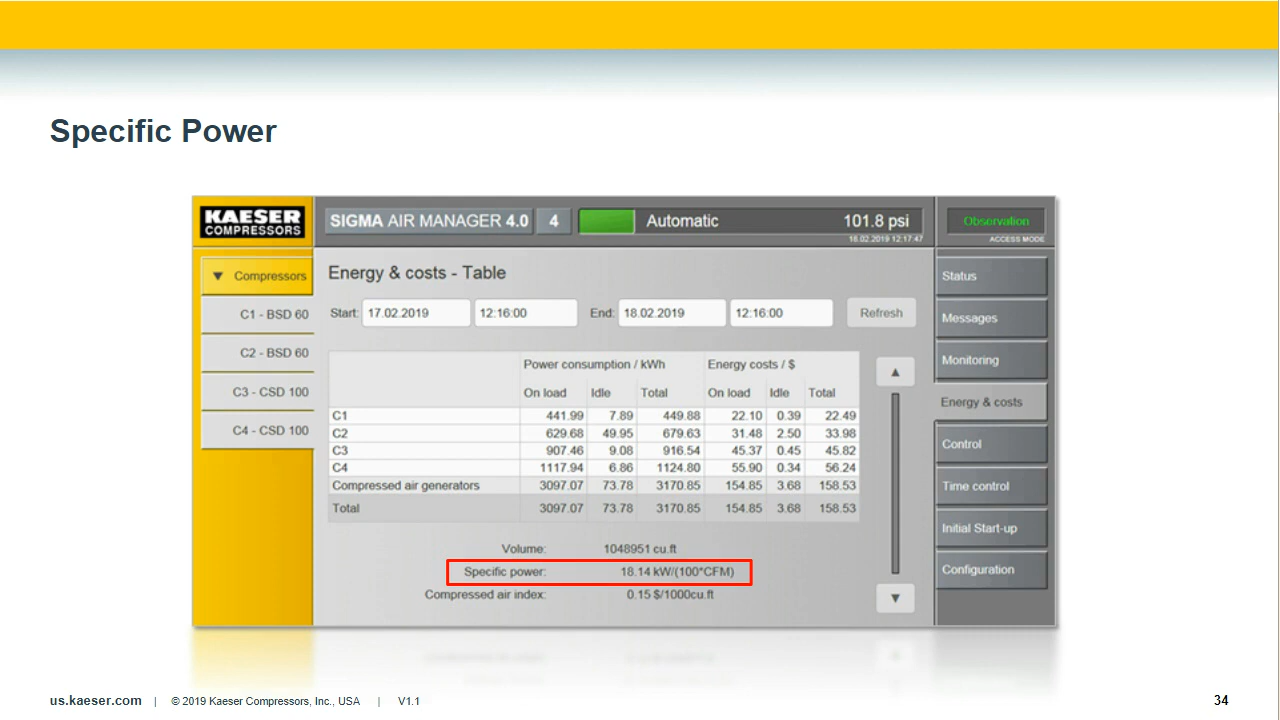 Specific Power
KAESER
COMPRESSORS
SIGMA AIR MANAGER 4.0
4
Automatic
101.8 psi
18.02.2019 12:17:47
Observation
ACCESS MODE
▼ Compressors
C1 - BSD 60
C2 - BSD 60
C3 - CSD 100
C4 - CSD 100
Energy & costs - Table
Start: 17.02.2019 12:16:00 End: 18.02.2019 12:16:00 Refresh
Power consumption / kWh Energy costs / $
On load Idle Total On load Idle Total
C1 441.99 7.89 449.88 22.10 0.39 22.49
C2 629.68 49.95 679.63 31.48 2.50 33.98
C3 907.46 9.08 916.54 45.37 0.45 45.82
C4 1117.94 6.86 1124.80 55.90 0.34 56.24
Compressed air generators 3097.07 73.78 3170.85 154.85 3.68 158.53
Total 3097.07 73.78 3170.85 154.85 3.68 158.53
Volume: 1048951 cu.ft
Specific power: 18.14 kW/(100*CFM)
Compressed air index: 0.15 $/1000cu.ft
Status
Messages
Monitoring
Energy & costs
Control
Time control
Initial Start-up
Configuration
us.kaeser.com | © 2019 Kaeser Compressors, Inc., USA | V1.1
34